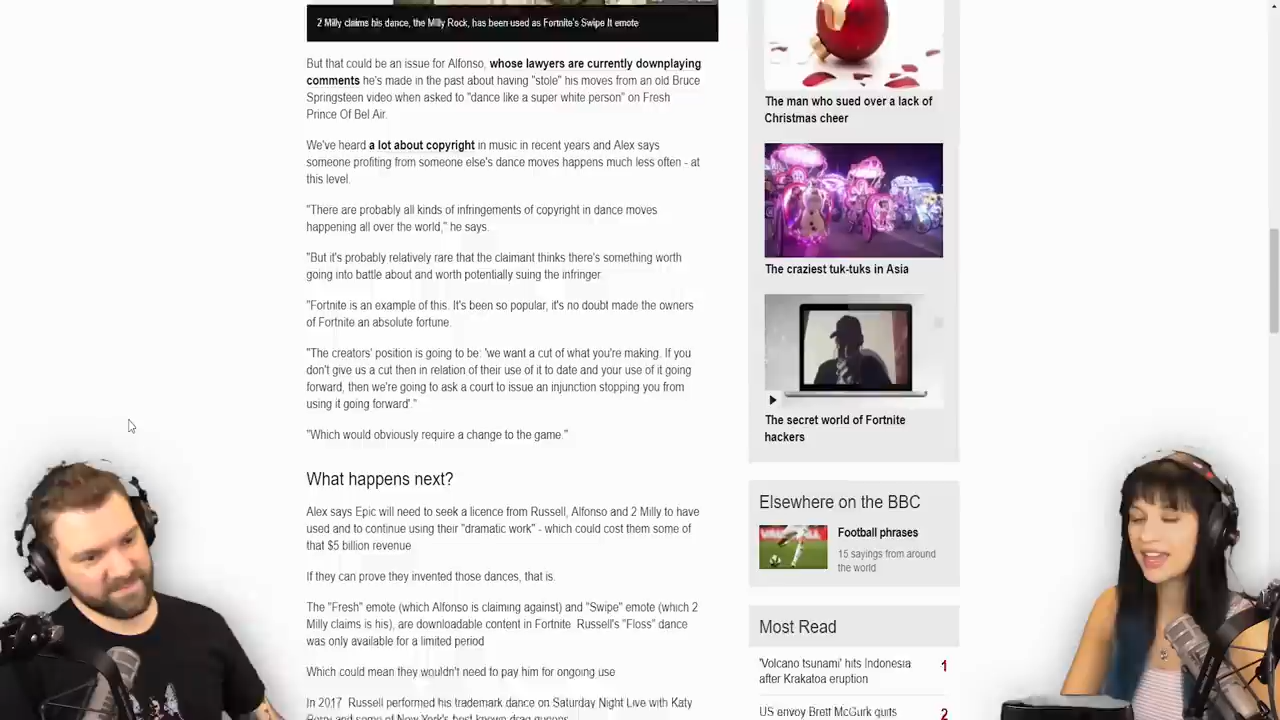 2 Milly claims his dance, the Milly Rock, has been used as Fortnite's Swipe It emote
But that could be an issue for Alfonso, whose lawyers are currently downplaying
comments he's made in the past about having "stole" his moves from an old Bruce
Springsteen video when asked to "dance like a super white person" on Fresh
Prince Of Bel Air.
We've heard a lot about copyright in music in recent years and Alex says
someone profiting from someone else's dance moves happens much less often - at
this level.
"There are probably all kinds of infringements of copyright in dance moves
happening all over the world," he says.
"But it's probably relatively rare that the claimant thinks there's something worth
going into battle about and worth potentially suing the infringer
"Fortnite is an example of this. It's been so popular, it's no doubt made the owners
of Fortnite an absolute fortune.
"The creators' position is going to be: 'we want a cut of what you're making. If you
don't give us a cut then in relation of their use of it to date and your use of it going
forward, then we're going to ask a court to issue an injunction stopping you from
using it going forward'."
"Which would obviously require a change to the game."
What happens next?
Alex says Epic will need to seek a licence from Russell, Alfonso and 2 Milly to have
used and to continue using their "dramatic work" - which could cost them some of
that $5 billion revenue
If they can prove they invented those dances, that is.
The "Fresh" emote (which Alfonso is claiming against) and "Swipe" emote (which 2
Milly claims is his), are downloadable content in Fortnite Russell's "Floss" dance
was only available for a limited period
Which could mean they wouldn't need to pay him for ongoing use
In 2017 Russell performed his trademark dance on Saturday Night Live with Katy
Perry and some of New York's best known drag queens
The man who sued over a lack of
Christmas cheer
The craziest tuk-tuks in Asia
The secret world of Fortnite
hackers
Elsewhere on the BBC
Football phrases
15 sayings from around
the world
Most Read
'Volcano tsunami' hits Indonesia
after Krakatoa eruption
1
US envoy Brett McGurk quits
2